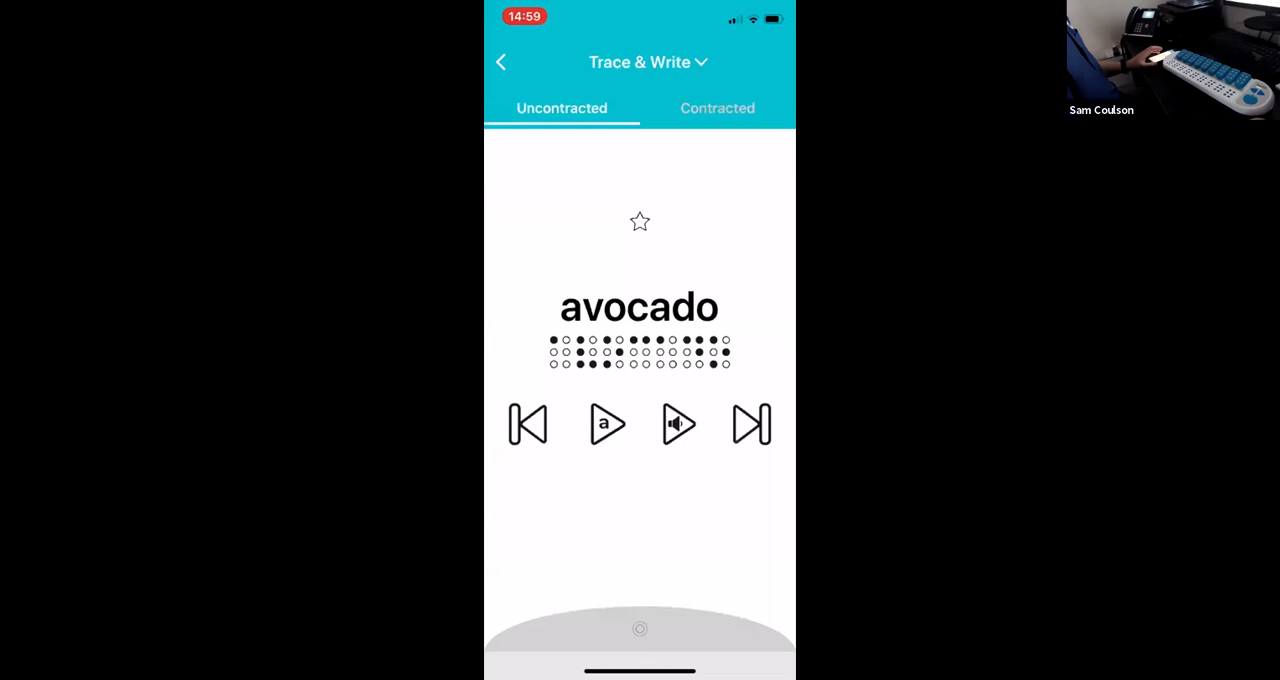 14:59
Trace & Write
Uncontracted Contracted
avocado
a
Sam Coulson